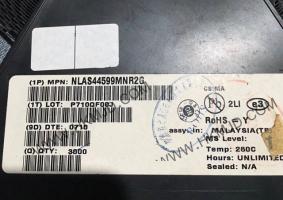 (1P) MPN: NLAS44599MNR2G
(1T) LOT:
(9D) DTE: 0718
(Q) QTY: 3000
2LI e3
RoHS - Y
assy. in: MALAYSIA
MS Level:
Temp: 260C
Hours: UNLIMITED
Sealed: N/A